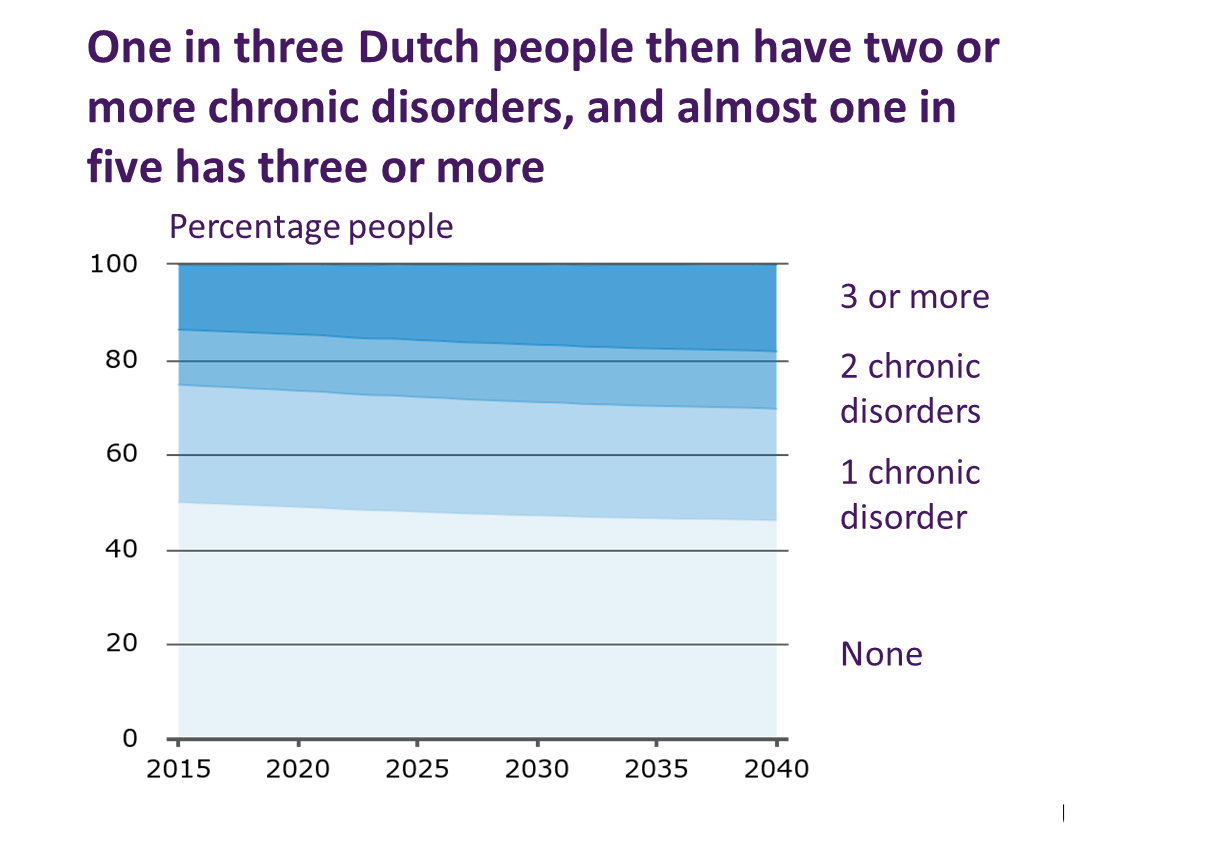 One in three Dutch people then have two or
more chronic disorders, and almost one in
five has three or more
Percentage people
100
80
60
40
20
0
2015 2020 2025 2030 2035 2040
3 or more
2 chronic
disorders
1 chronic
disorder
None